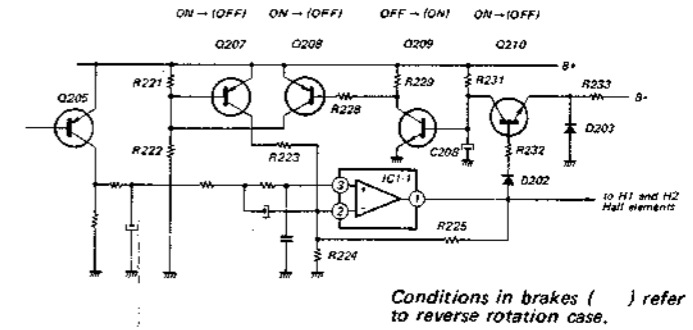 ON → (OFF) ON → (OFF) OFF → (ON) ON → (OFF)
Q207 Q208 Q209 Q210
B+
R221 R229 R231 R233
Q205 B-
R228
D203
R222 R223 C208 R232
IC1-1 D202
3 +
1 to H1 and H2
2 - Hall elements
R225
R224
Conditions in brakes ( ) refer
to reverse rotation case.